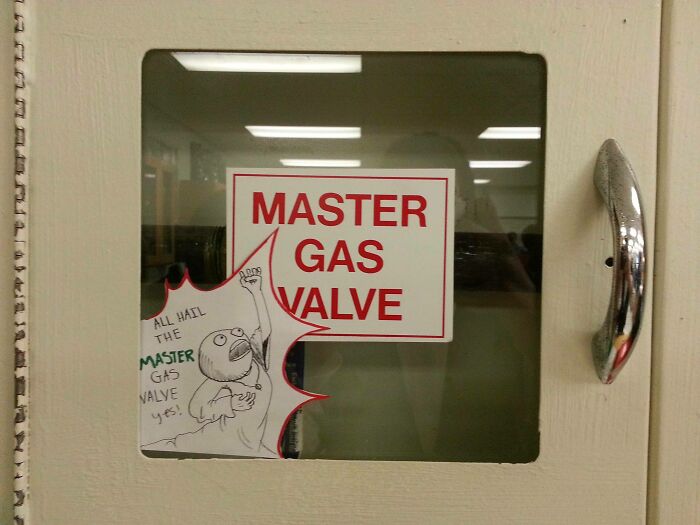 MASTER
GAS
VALVE
ALL HAIL
THE
MASTER
GAS
VALVE
yes!